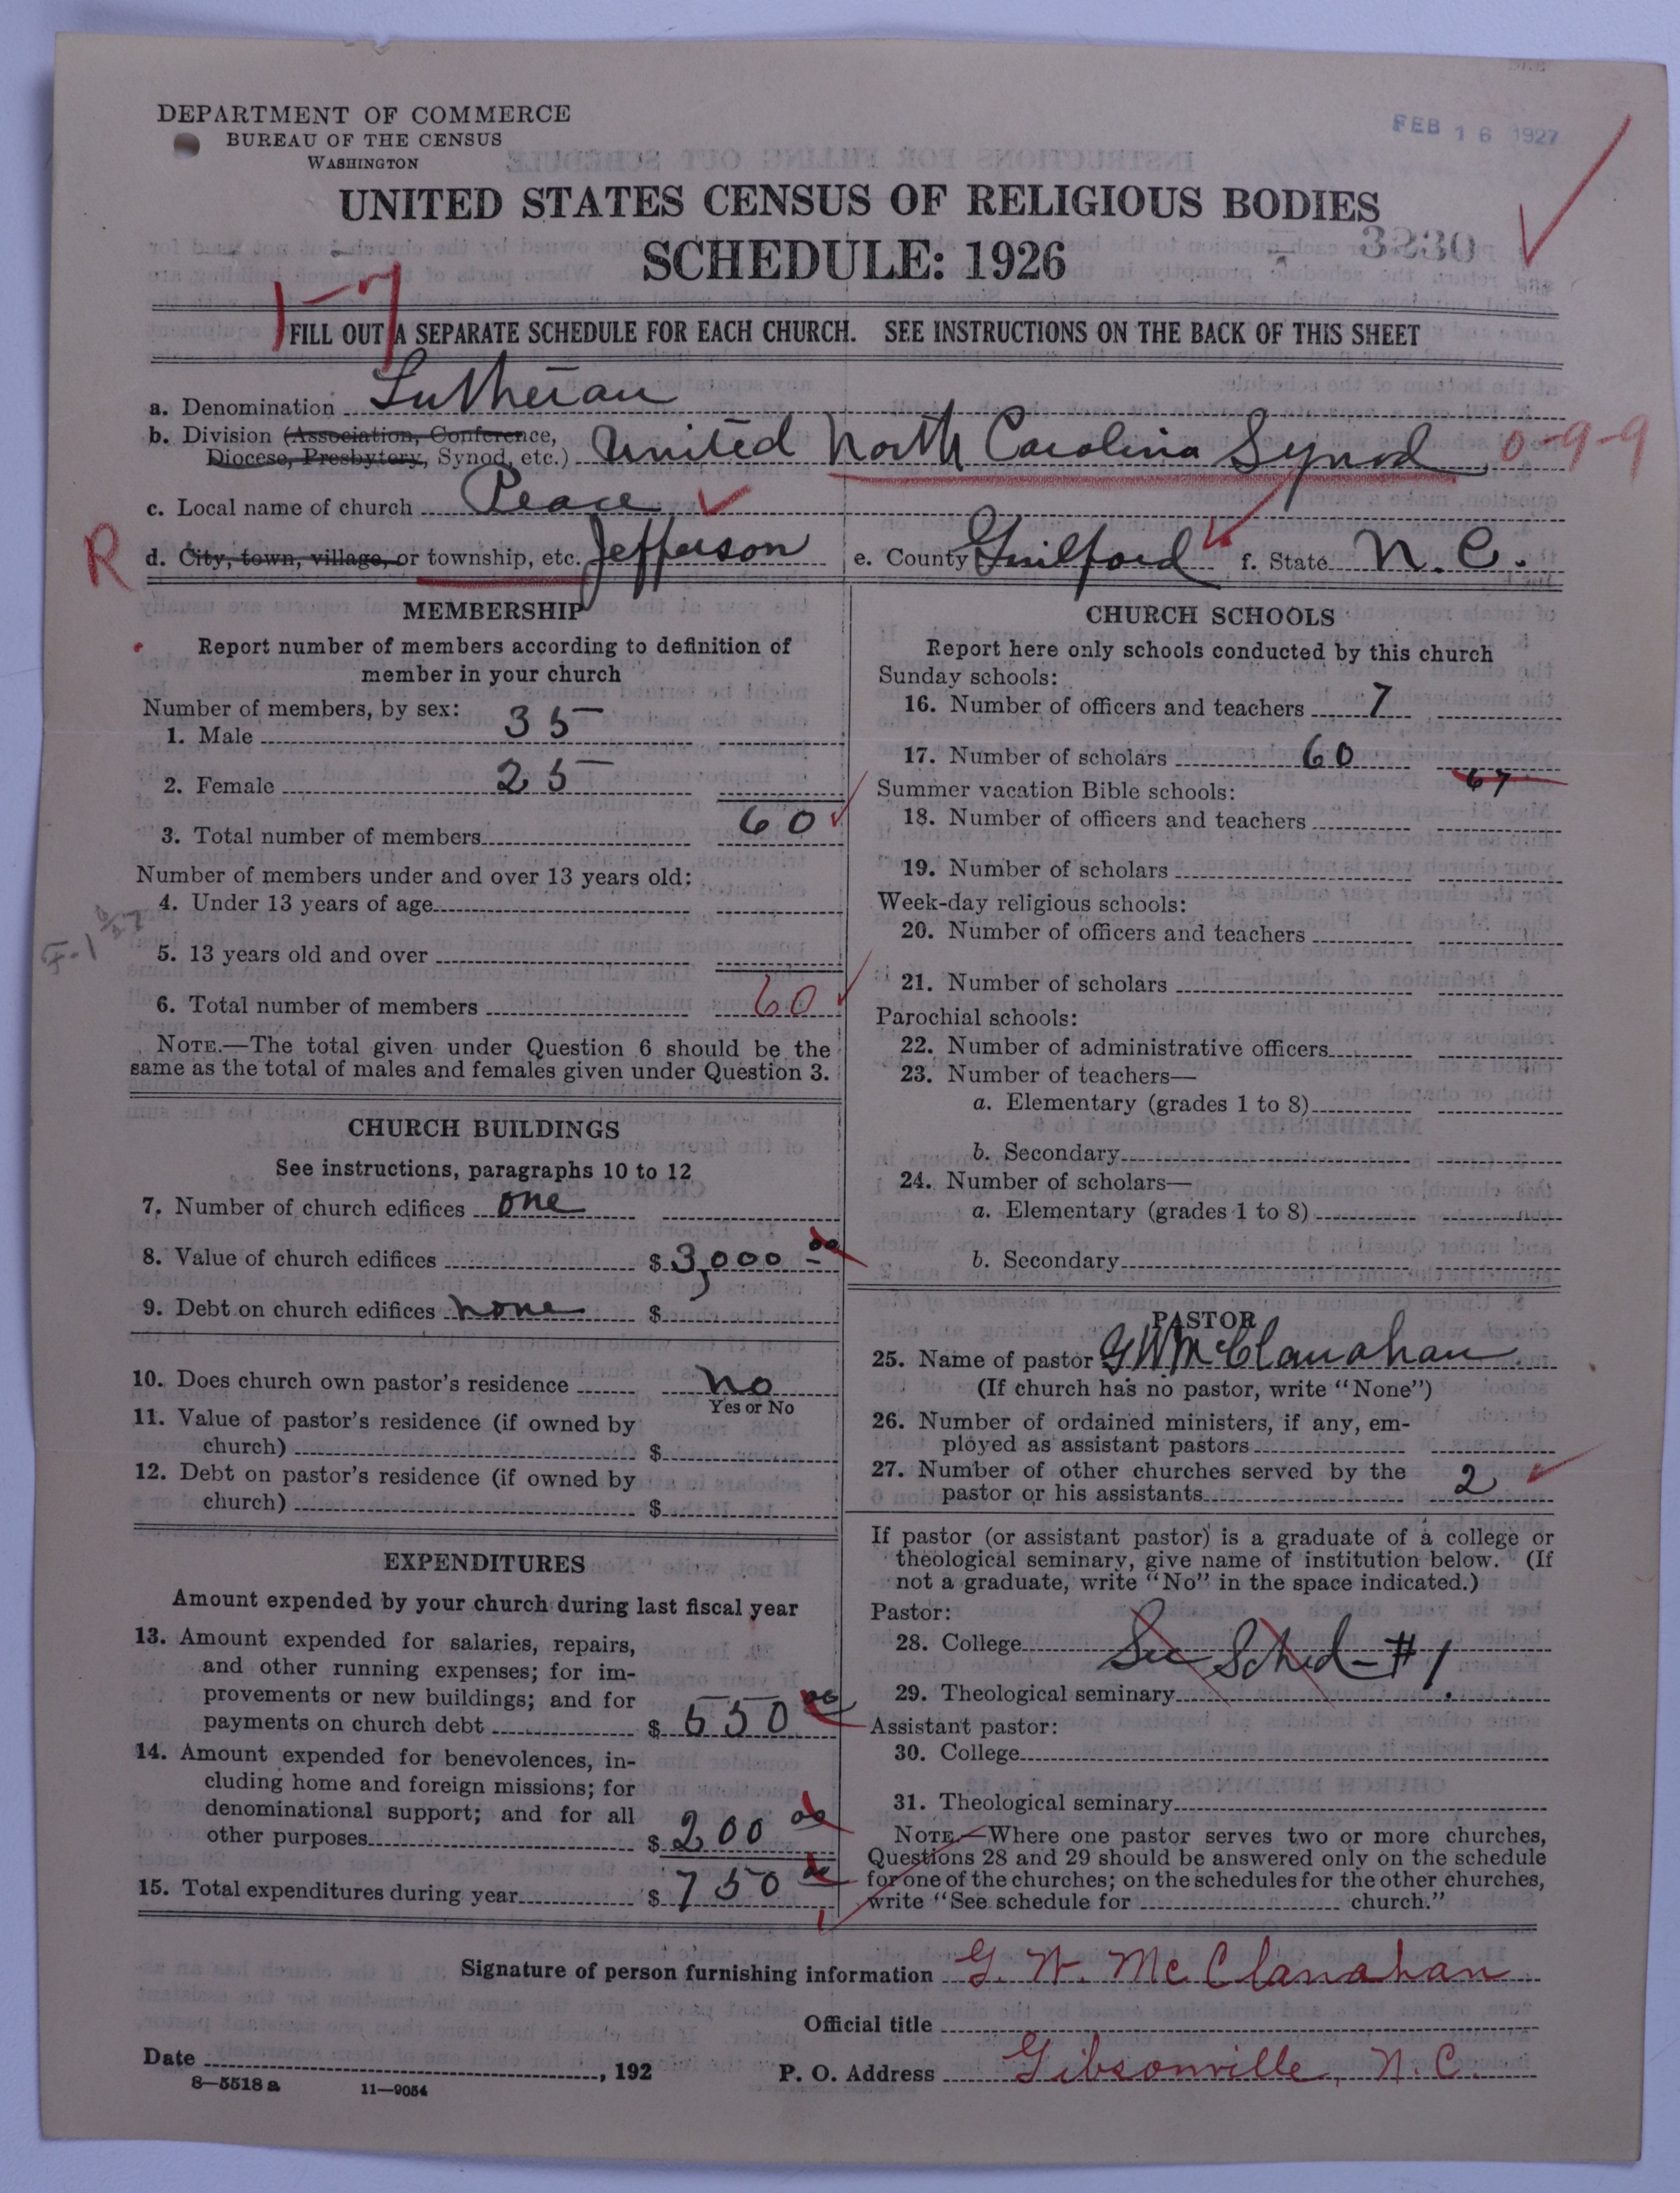 DEPARTMENT OF COMMERCE
BUREAU OF THE CENSUS
WASHINGTON
FEB 16 1927
UNITED STATES CENSUS OF RELIGIOUS BODIES
SCHEDULE: 1926
3230
1-7
FILL OUT A SEPARATE SCHEDULE FOR EACH CHURCH. SEE INSTRUCTIONS ON THE BACK OF THIS SHEET
a. Denomination Lutheran
b. Division (Association, Conference,
Diocese, Presbytery, Synod, etc.) United North Carolina Synod 0-9-9
c. Local name of church Peace
R d. City, town, village, or township, etc. Jefferson e. County Guilford f. State N.C.
MEMBERSHIP
Report number of members according to definition of
member in your church
Number of members, by sex:
1. Male 35
2. Female 25
3. Total number of members 60
Number of members under and over 13 years old:
4. Under 13 years of age
5. 13 years old and over
6. Total number of members 60
NOTE.—The total given under Question 6 should be the
same as the total of males and females given under Question 3.
CHURCH BUILDINGS
See instructions, paragraphs 10 to 12
7. Number of church edifices one
8. Value of church edifices $ 3,000 00
9. Debt on church edifices none $
10. Does church own pastor's residence No
Yes or No
11. Value of pastor's residence (if owned by
church) $
12. Debt on pastor's residence (if owned by
church) $
EXPENDITURES
Amount expended by your church during last fiscal year
13. Amount expended for salaries, repairs,
and other running expenses; for im-
provements or new buildings; and for
payments on church debt $ 550 00
14. Amount expended for benevolences, in-
cluding home and foreign missions; for
denominational support; and for all
other purposes $ 200 00
15. Total expenditures during year $ 750 00
CHURCH SCHOOLS
Report here only schools conducted by this church
Sunday schools:
16. Number of officers and teachers 7
17. Number of scholars 60
67
Summer vacation Bible schools:
18. Number of officers and teachers
19. Number of scholars
Week-day religious schools:
20. Number of officers and teachers
21. Number of scholars
Parochial schools:
22. Number of administrative officers
23. Number of teachers—
a. Elementary (grades 1 to 8)
b. Secondary
24. Number of scholars—
a. Elementary (grades 1 to 8)
b. Secondary
PASTOR
25. Name of pastor G W McClanahan
(If church has no pastor, write "None")
26. Number of ordained ministers, if any, em-
ployed as assistant pastors
27. Number of other churches served by the
pastor or his assistants 2
If pastor (or assistant pastor) is a graduate of a college or
theological seminary, give name of institution below. (If
not a graduate, write "No" in the space indicated.)
Pastor:
28. College See Sched-#1
29. Theological seminary
Assistant pastor:
30. College
31. Theological seminary
NOTE.—Where one pastor serves two or more churches,
Questions 28 and 29 should be answered only on the schedule
for one of the churches; on the schedules for the other churches,
write "See schedule for church."
Signature of person furnishing information G. W. McClanahan
Official title
Date , 192 P. O. Address Gibsonville, N.C.
8—5518 a 11—9054